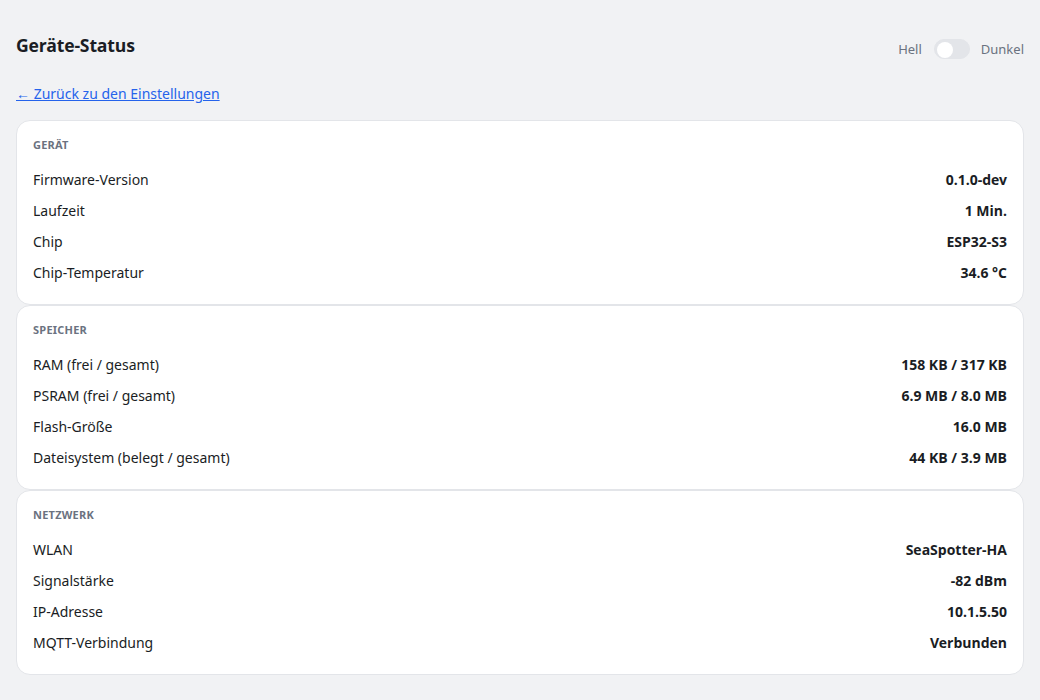 Geräte-Status
Hell Dunkel
← Zurück zu den Einstellungen
GERÄT
Firmware-Version 0.1.0-dev
Laufzeit 1 Min.
Chip ESP32-S3
Chip-Temperatur 34.6 °C
SPEICHER
RAM (frei / gesamt) 158 KB / 317 KB
PSRAM (frei / gesamt) 6.9 MB / 8.0 MB
Flash-Größe 16.0 MB
Dateisystem (belegt / gesamt) 44 KB / 3.9 MB
NETZWERK
WLAN SeaSpotter-HA
Signalstärke -82 dBm
IP-Adresse 10.1.5.50
MQTT-Verbindung Verbunden